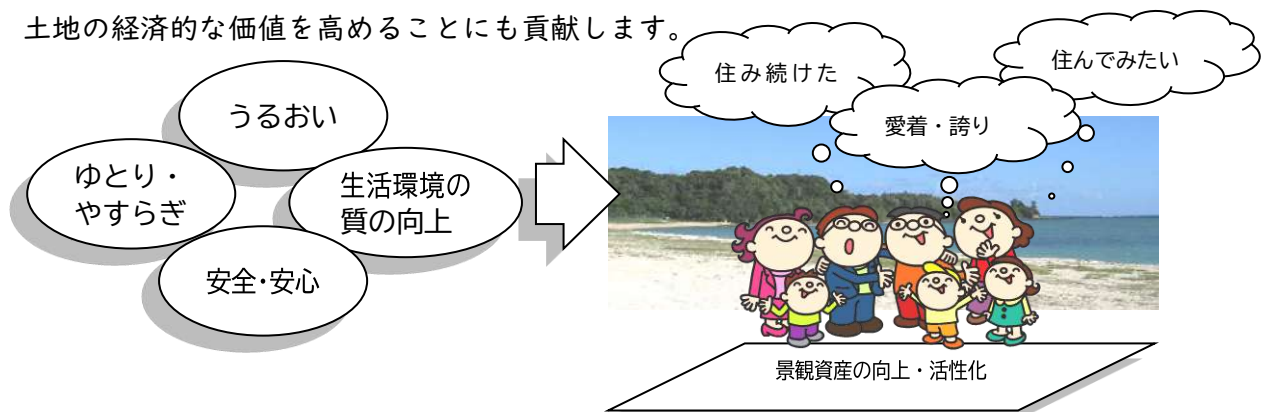 土地の経済的な価値を高めることにも貢献します。
うるおい
ゆとり・
やすらぎ
生活環境の
質の向上
安全・安心
住み続けた
愛着・誇り
住んでみたい
景観資産の向上・活性化